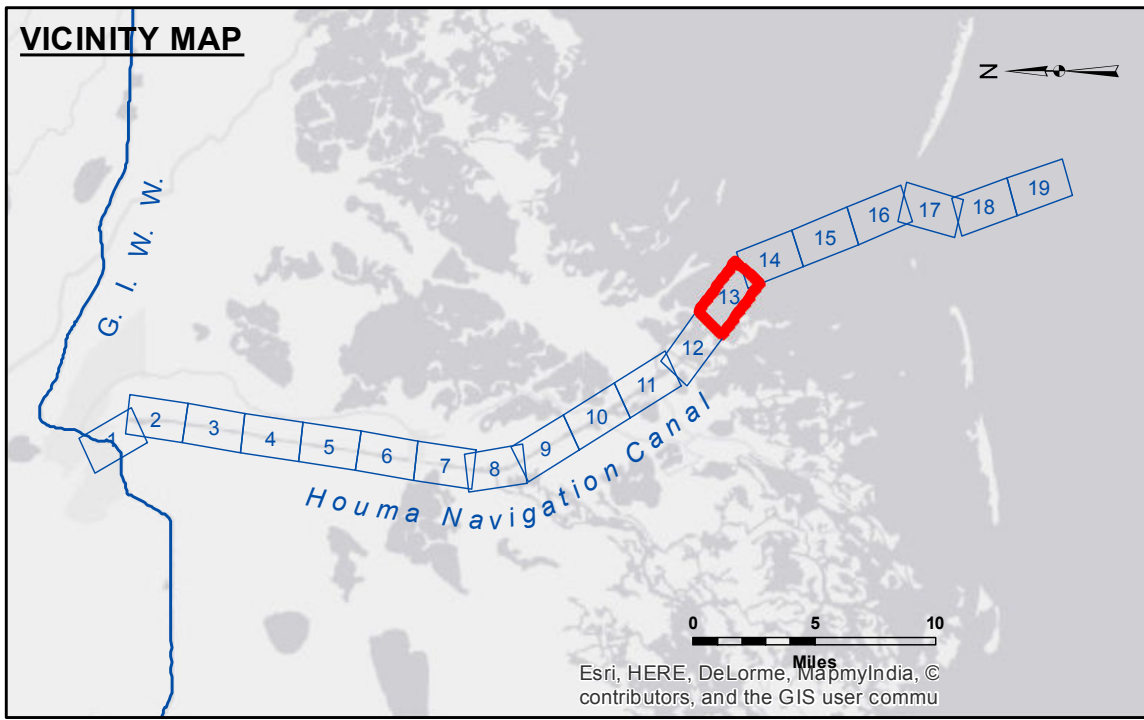 VICINITY MAP
N
G. I. W. W.
1
2
3
4
5
6
7
8
9
10
11
12
13
14
15
16
17
18
19
Houma Navigation Canal
0 5 10
Miles
Esri, HERE, DeLorme, MapmyIndia, ©
contributors, and the GIS user commu